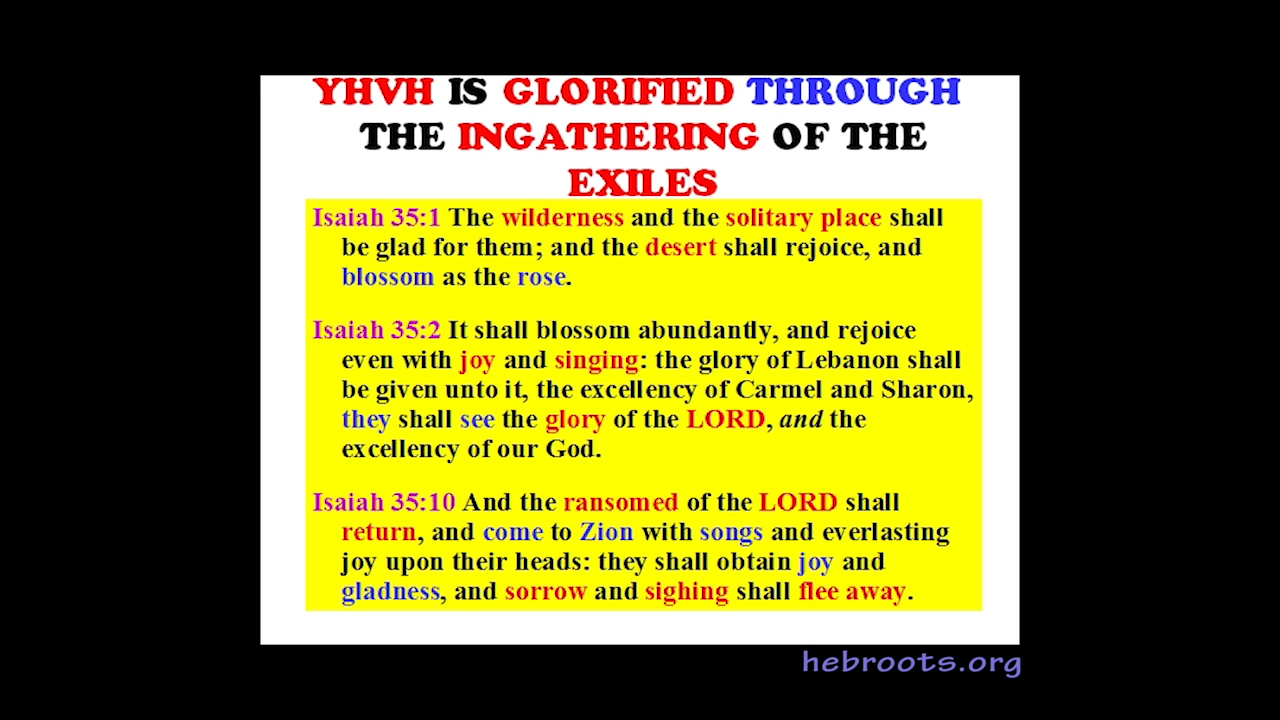 YHVH IS GLORIFIED THROUGH
THE INGATHERING OF THE
EXILES
Isaiah 35:1 The wilderness and the solitary place shall
be glad for them; and the desert shall rejoice, and
blossom as the rose.
Isaiah 35:2 It shall blossom abundantly, and rejoice
even with joy and singing: the glory of Lebanon shall
be given unto it, the excellency of Carmel and Sharon,
they shall see the glory of the LORD, and the
excellency of our God.
Isaiah 35:10 And the ransomed of the LORD shall
return, and come to Zion with songs and everlasting
joy upon their heads: they shall obtain joy and
gladness, and sorrow and sighing shall flee away.
hebroots.org